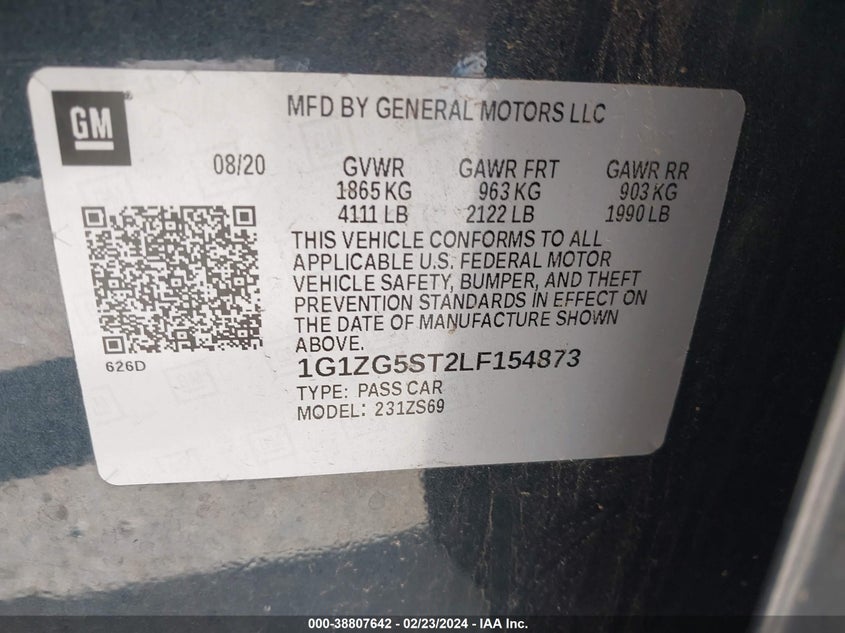 GM
MFD BY GENERAL MOTORS LLC
08/20 GVWR GAWR FRT GAWR RR
1865 KG 963 KG 903 KG
4111 LB 2122 LB 1990 LB
THIS VEHICLE CONFORMS TO ALL
APPLICABLE U.S. FEDERAL MOTOR
VEHICLE SAFETY, BUMPER, AND THEFT
PREVENTION STANDARDS IN EFFECT ON
THE DATE OF MANUFACTURE SHOWN
ABOVE.
626D
1G1ZG5ST2LF154873
TYPE: PASS CAR
MODEL: 231ZS69
000-38807642 - 02/23/2024 - IAA Inc.